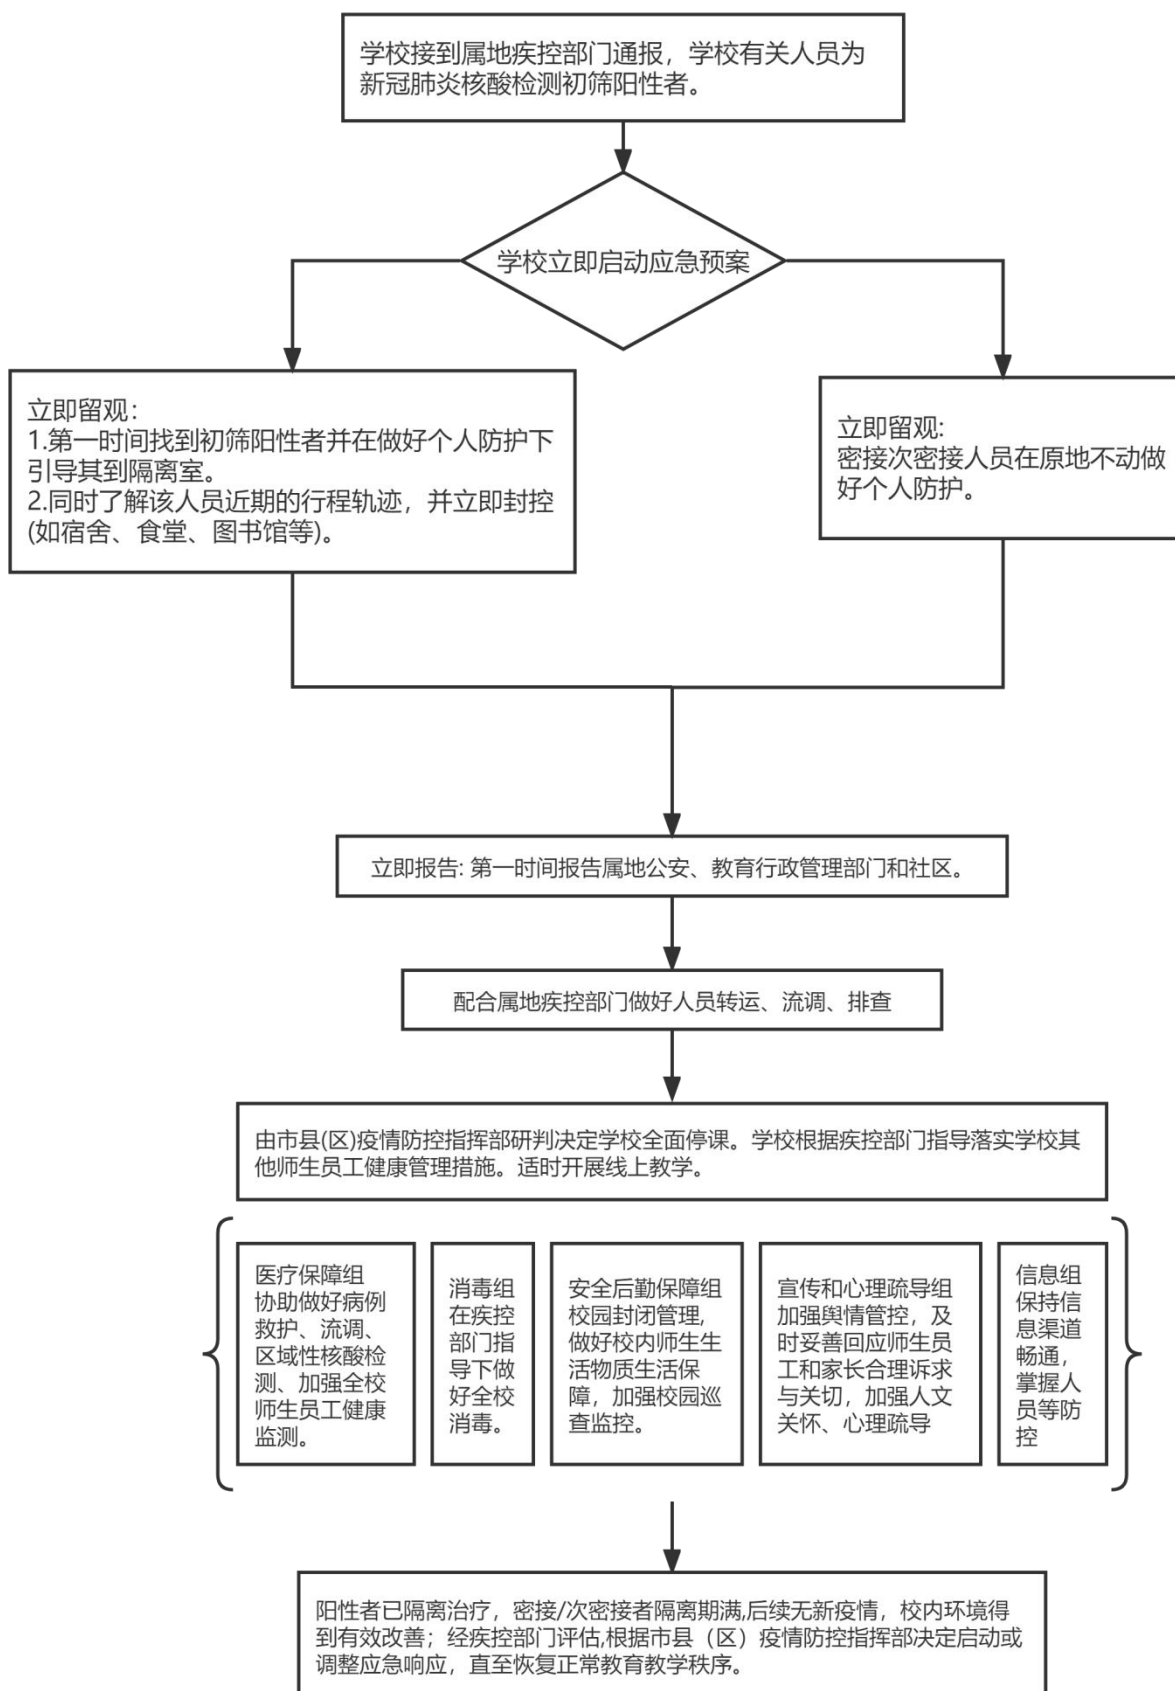 学校接到属地疾控部门通报，学校有关人员为
新冠肺炎核酸检测初筛阳性者。
学校立即启动应急预案
立即留观：
1.第一时间找到初筛阳性者并在做好个人防护下
引导其到隔离室。
2.同时了解该人员近期的行程轨迹，并立即封控
(如宿舍、食堂、图书馆等)。
立即留观:
密接次密接人员在原地不动做
好个人防护。
立即报告: 第一时间报告属地公安、教育行政管理部门和社区。
配合属地疾控部门做好人员转运、流调、排查
由市县(区)疫情防控指挥部研判决定学校全面停课。学校根据疾控部门指导落实学校其
他师生员工健康管理措施。适时开展线上教学。
医疗保障组
协助做好病例
救护、流调、
区域性核酸检
测、加强全校
师生员工健康
监测。
消毒组
在疾控
部门指
导下做
好全校
消毒。
安全后勤保障组
校园封闭管理,
做好校内师生生
活物质生活保
障，加强校园巡
查监控。
宣传和心理疏导组
加强舆情管控，及
时妥善回应师生员
工和家长合理诉求
与关切，加强人文
关怀、心理疏导
信息组
保持信
息渠道
畅通，
掌握人
员等防
控
阳性者已隔离治疗，密接/次密接者隔离期满,后续无新疫情，校内环境得
到有效改善；经疾控部门评估,根据市县（区）疫情防控指挥部决定启动或
调整应急响应，直至恢复正常教育教学秩序。